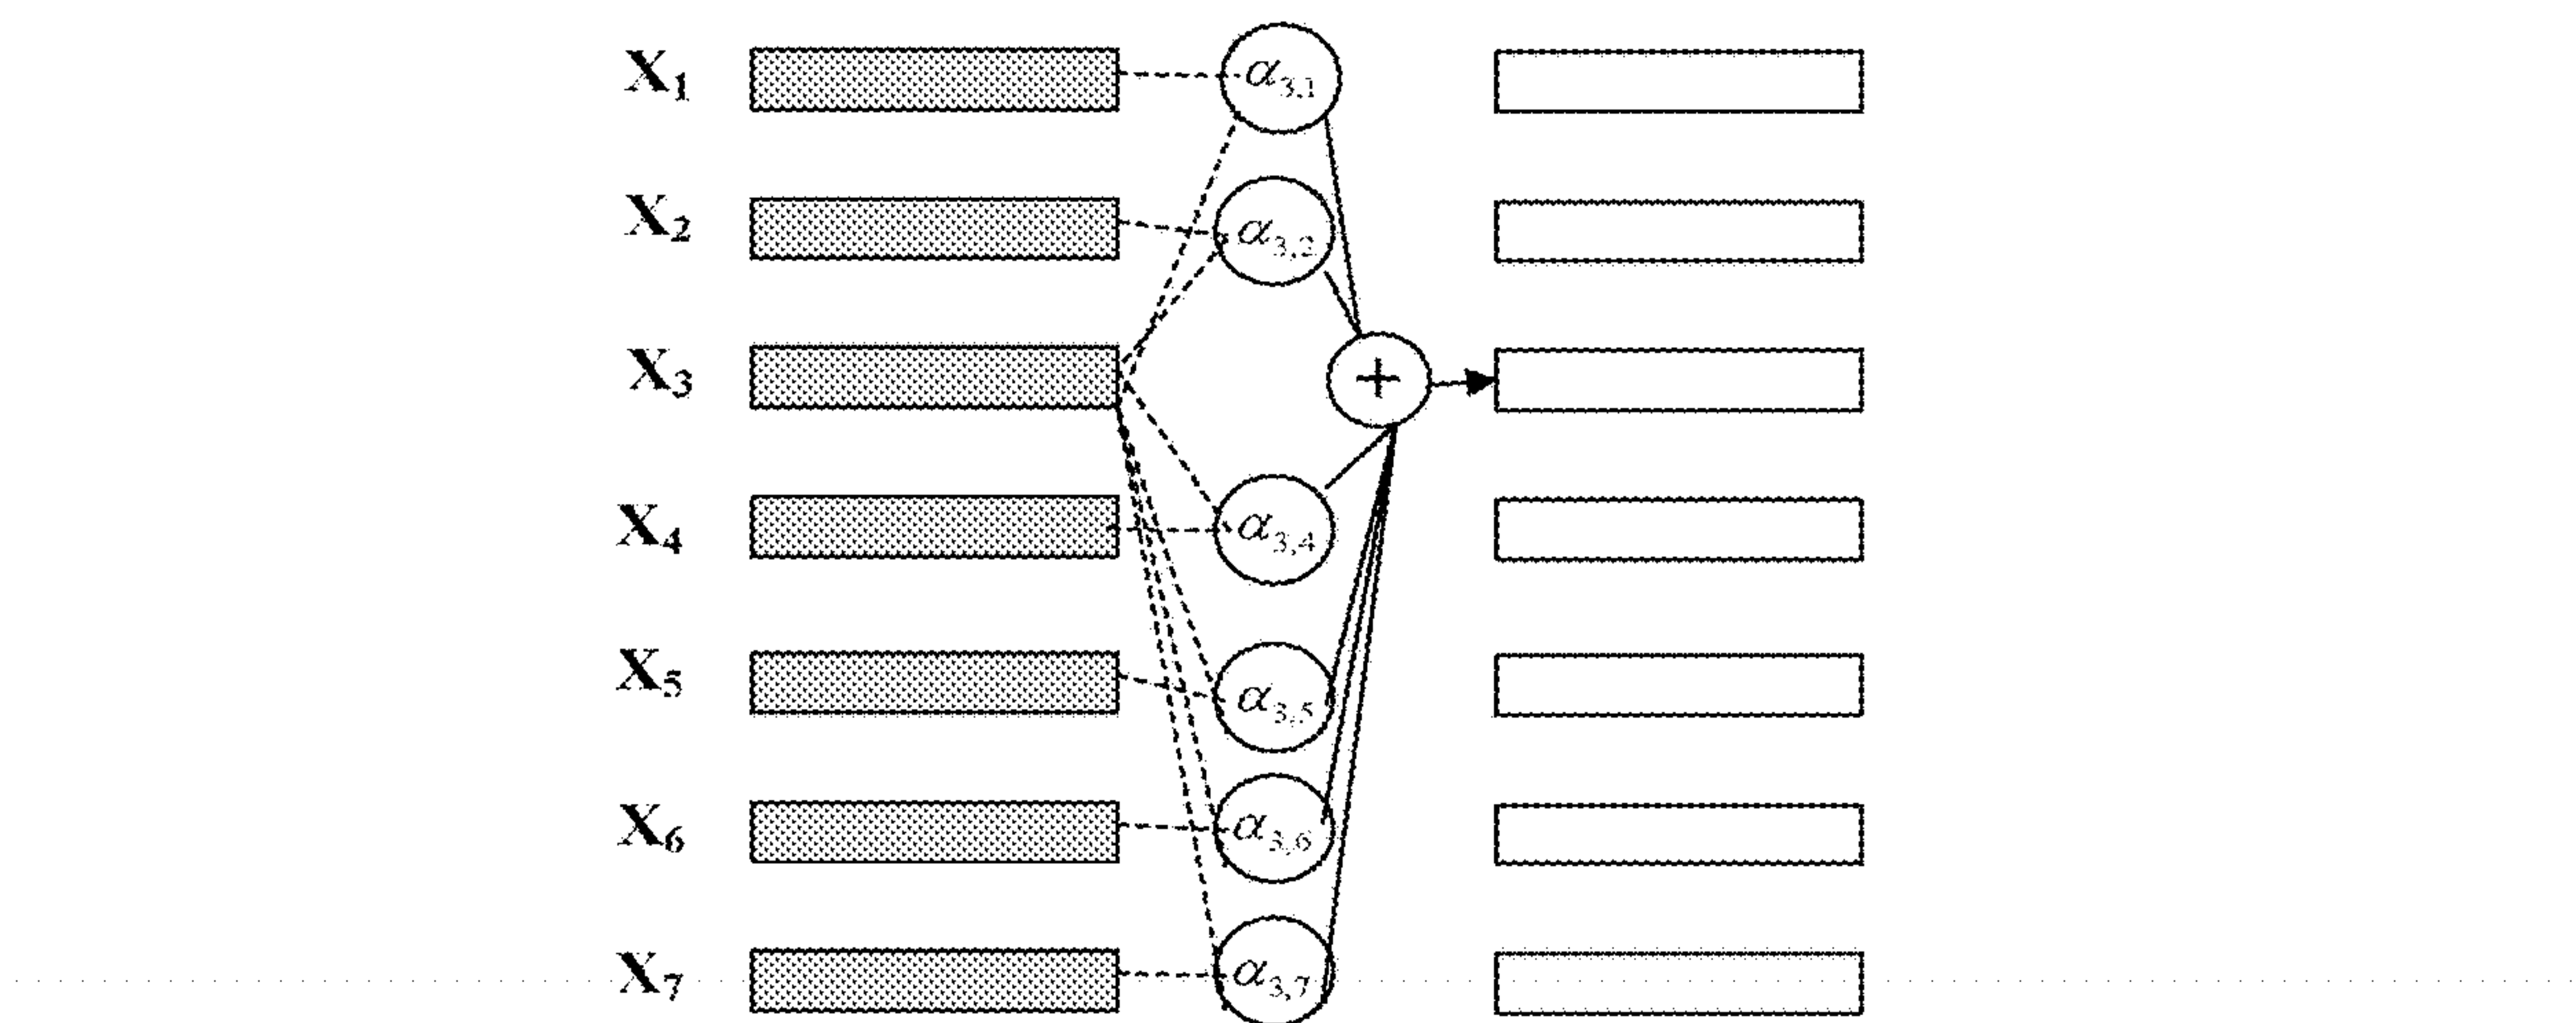 X₁ α₃,₁
X₂ α₃,₂
X₃ +
X₄ α₃,₄
X₅ α₃,₅
X₆ α₃,₆
X₇ α₃,₇